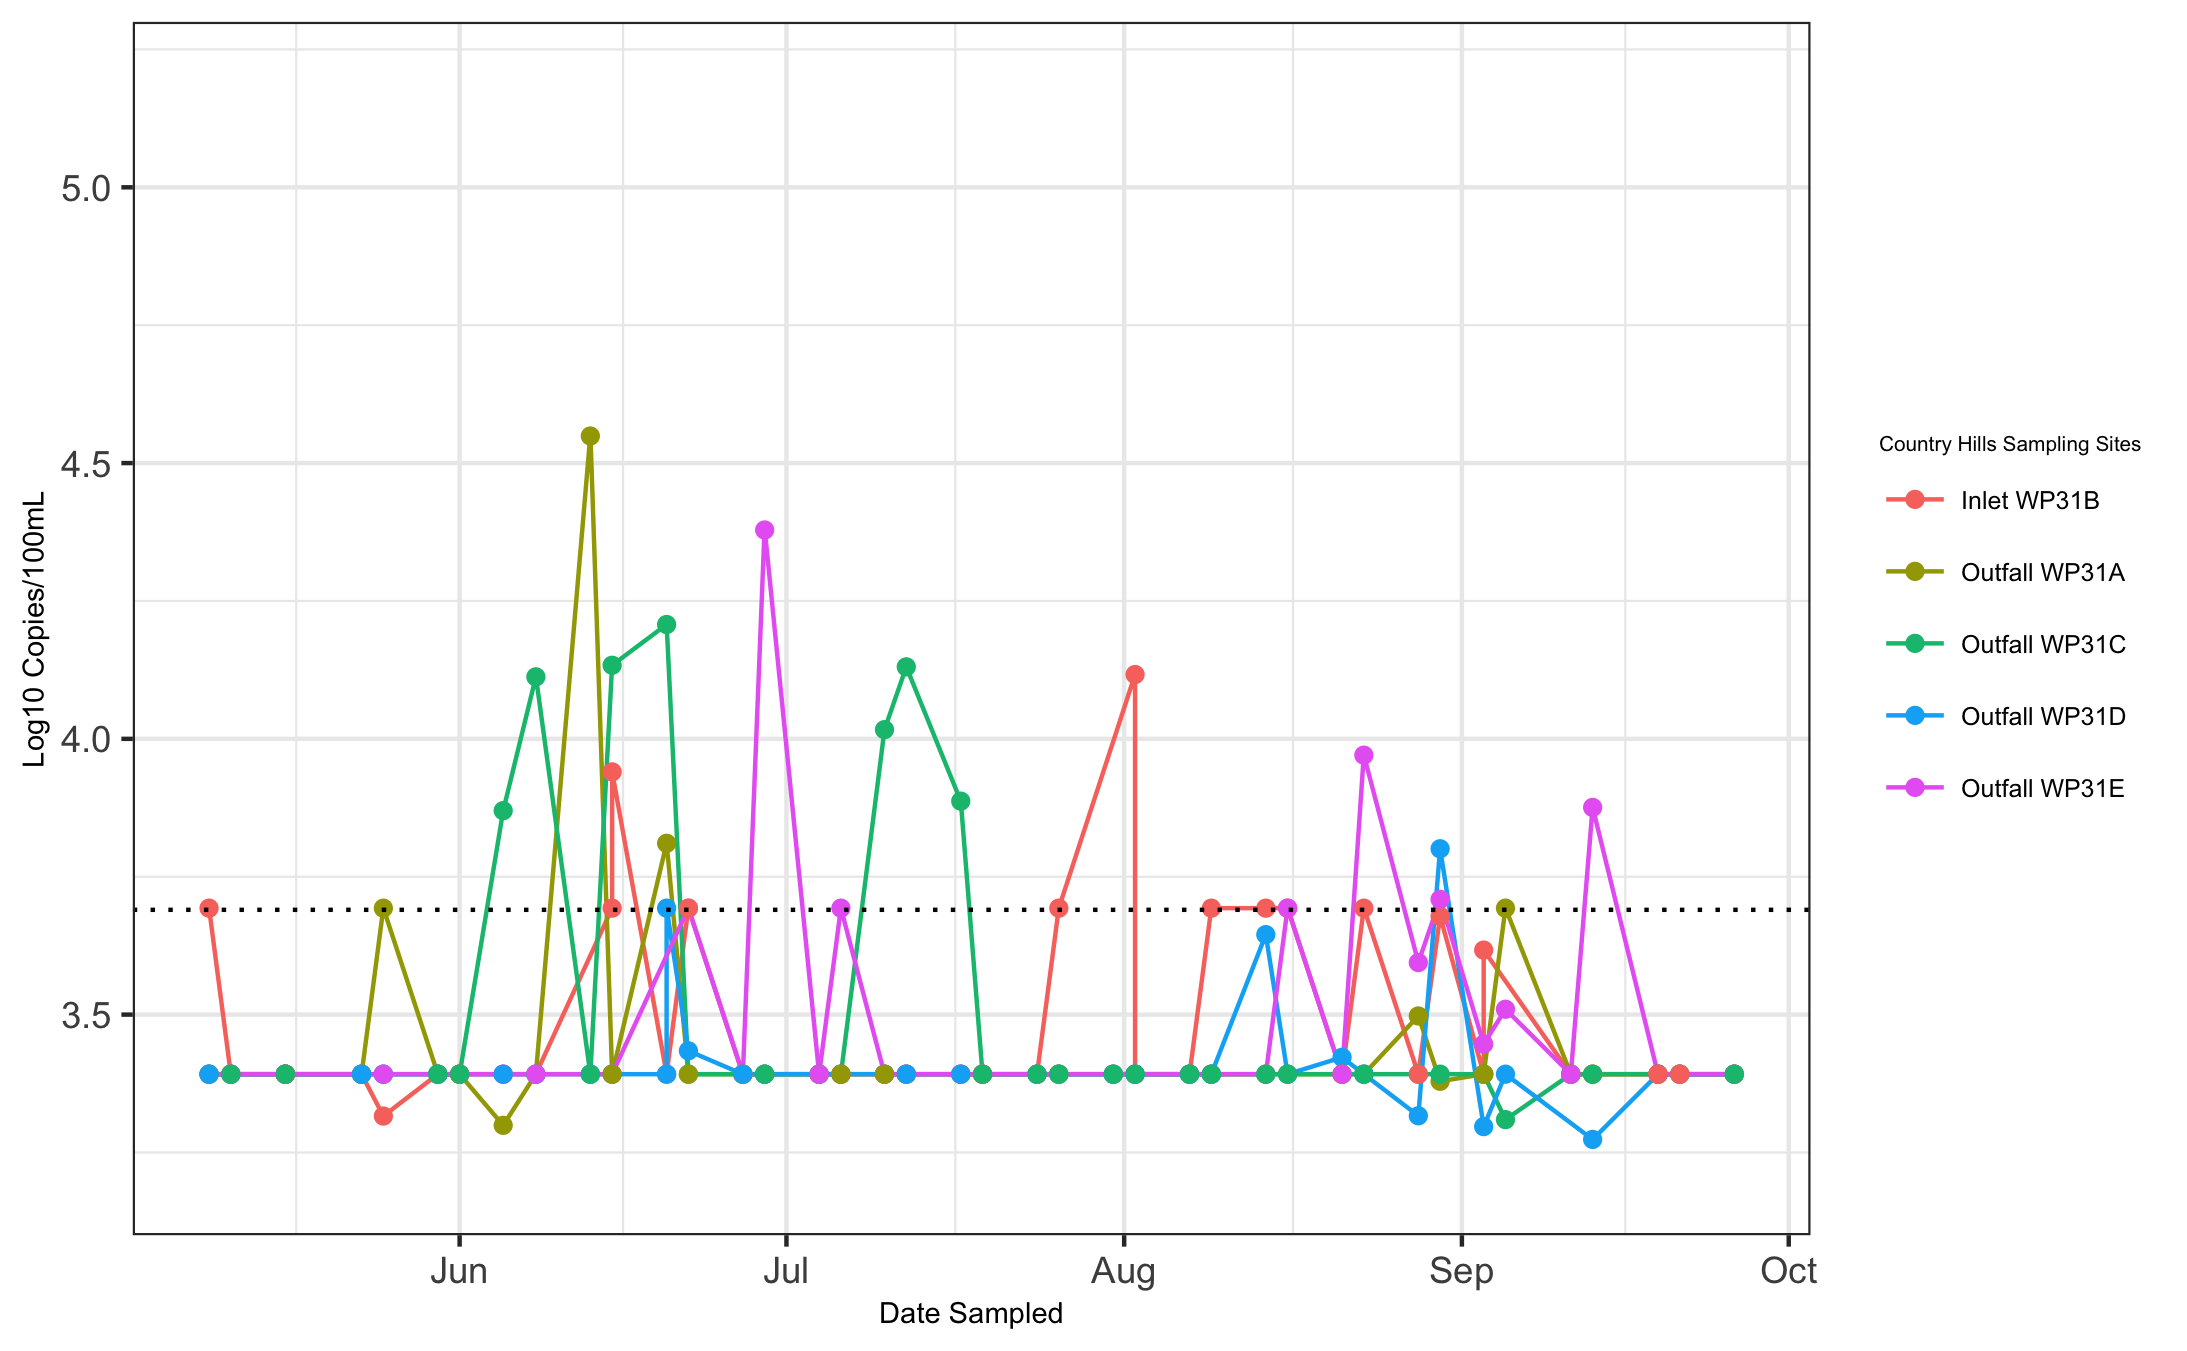 5.0
4.5
4.0
3.5
Log10 Copies/100mL
Jun
Jul
Aug
Sep
Oct
Date Sampled
Country Hills Sampling Sites
Inlet WP31B
Outfall WP31A
Outfall WP31C
Outfall WP31D
Outfall WP31E